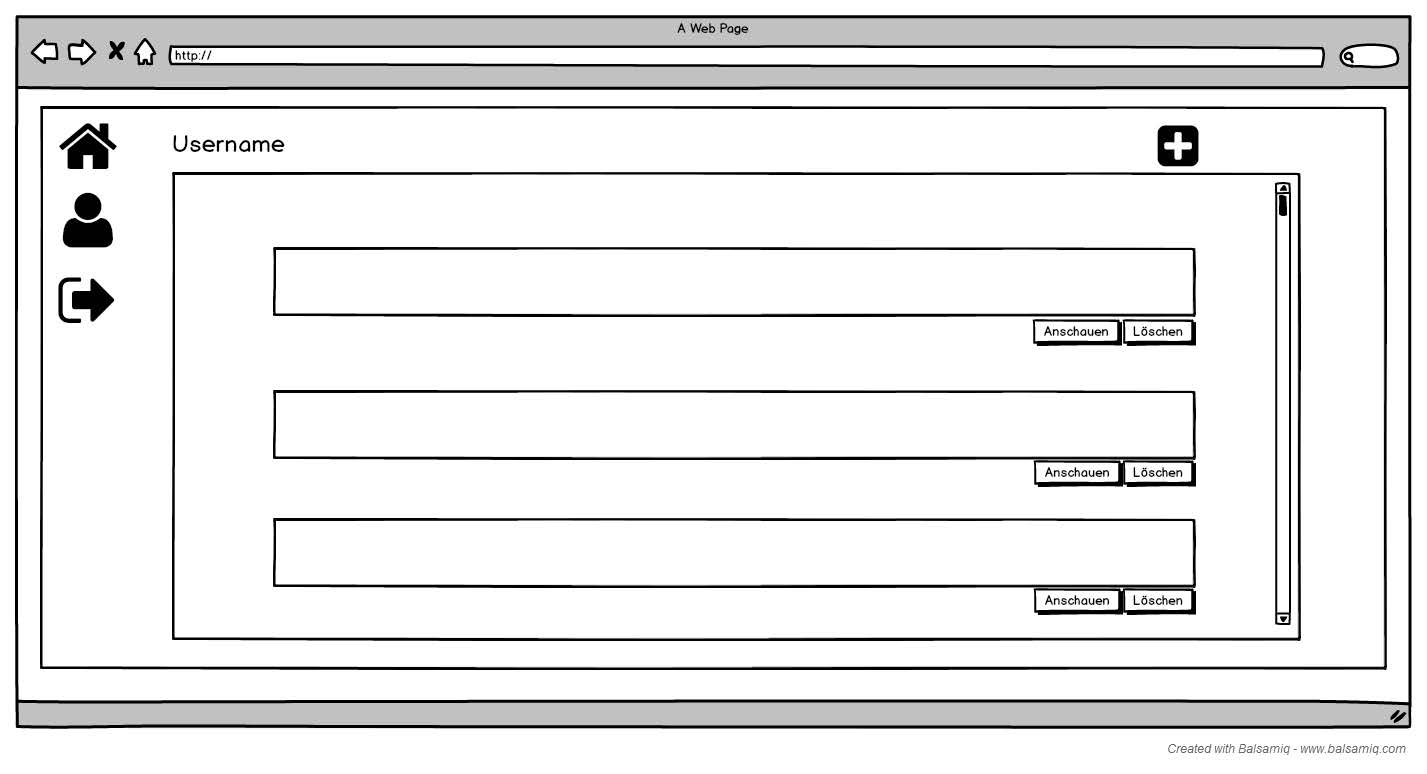 A Web Page
http://
Username
Anschauen Löschen
Anschauen Löschen
Anschauen Löschen
Created with Balsamiq - www.balsamiq.com